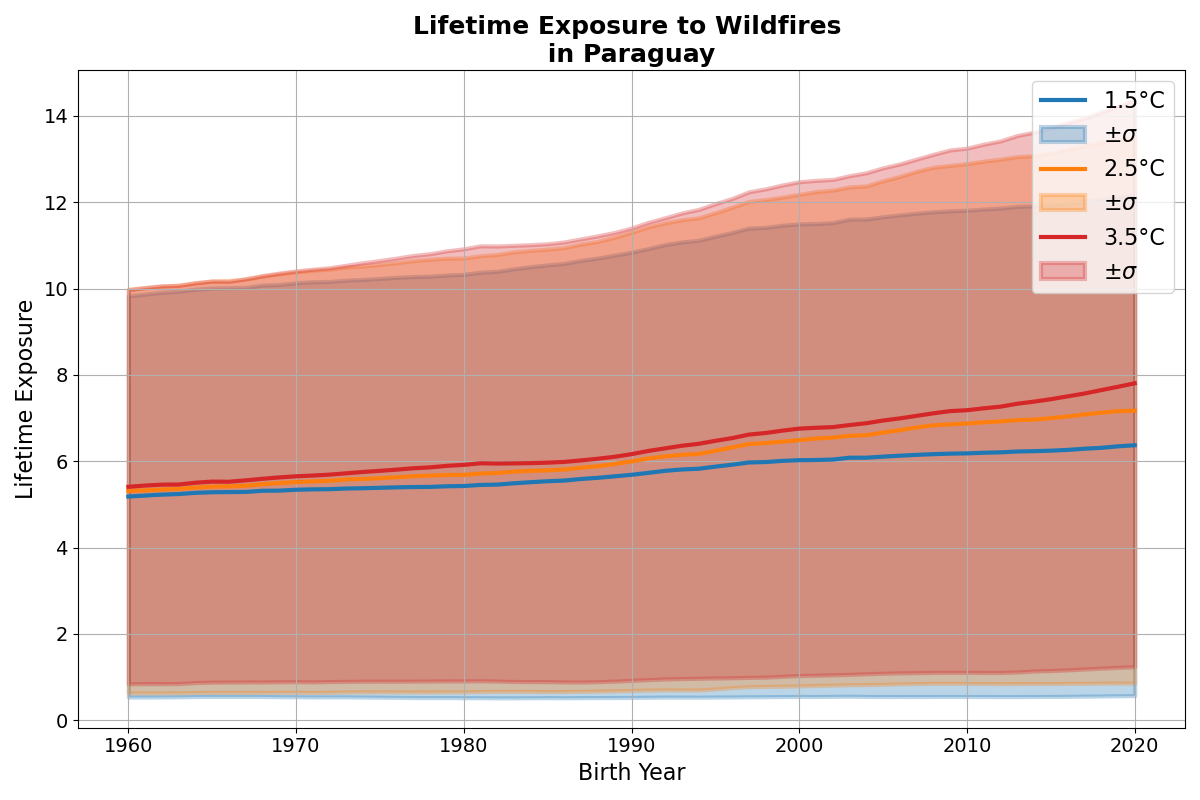 Lifetime Exposure to Wildfires
in Paraguay
Lifetime Exposure
14
12
10
8
6
4
2
0
1960
1970
1980
1990
2000
2010
2020
Birth Year
1.5°C
±σ
2.5°C
±σ
3.5°C
±σ